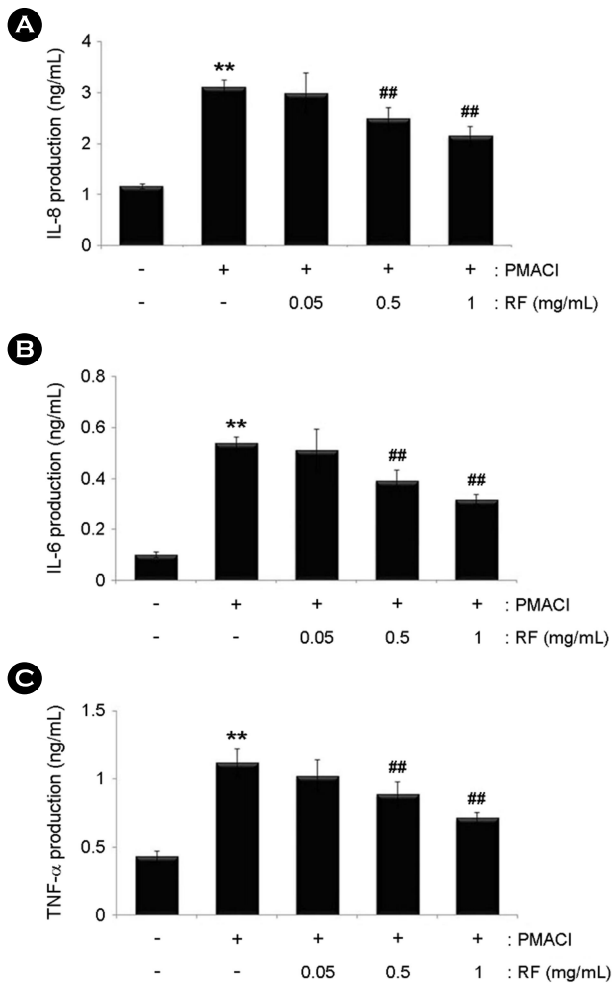 A
IL-8 production (ng/mL)
4
3
2
1
0
**
##
##
- + + + + : PMACI
- - 0.05 0.5 1 : RF (mg/mL)
B
IL-6 production (ng/mL)
0.8
0.6
0.4
0.2
0
**
##
##
- + + + + : PMACI
- - 0.05 0.5 1 : RF (mg/mL)
C
TNF-α production (ng/mL)
1.5
1
0.5
0
**
##
##
- + + + + : PMACI
- - 0.05 0.5 1 : RF (mg/mL)